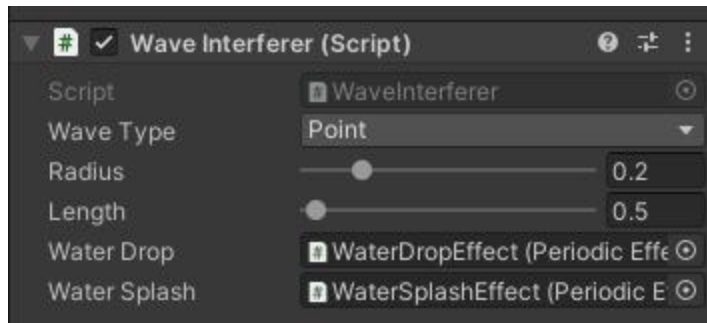 # Wave Interferer (Script)
Script # WaveInterferer
Wave Type Point
Radius 0.2
Length 0.5
Water Drop # WaterDropEffect (Periodic Effe
Water Splash # WaterSplashEffect (Periodic E